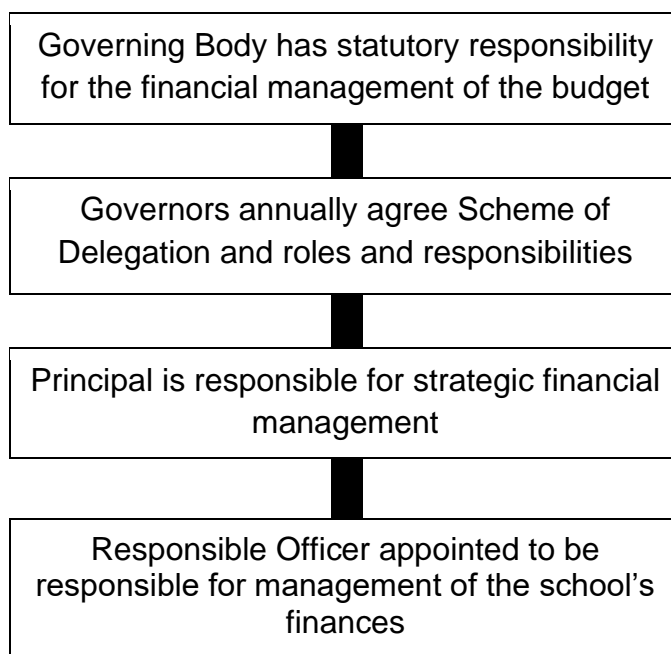 Governing Body has statutory responsibility
for the financial management of the budget
Governors annually agree Scheme of
Delegation and roles and responsibilities
Principal is responsible for strategic financial
management
Responsible Officer appointed to be
responsible for management of the school's
finances